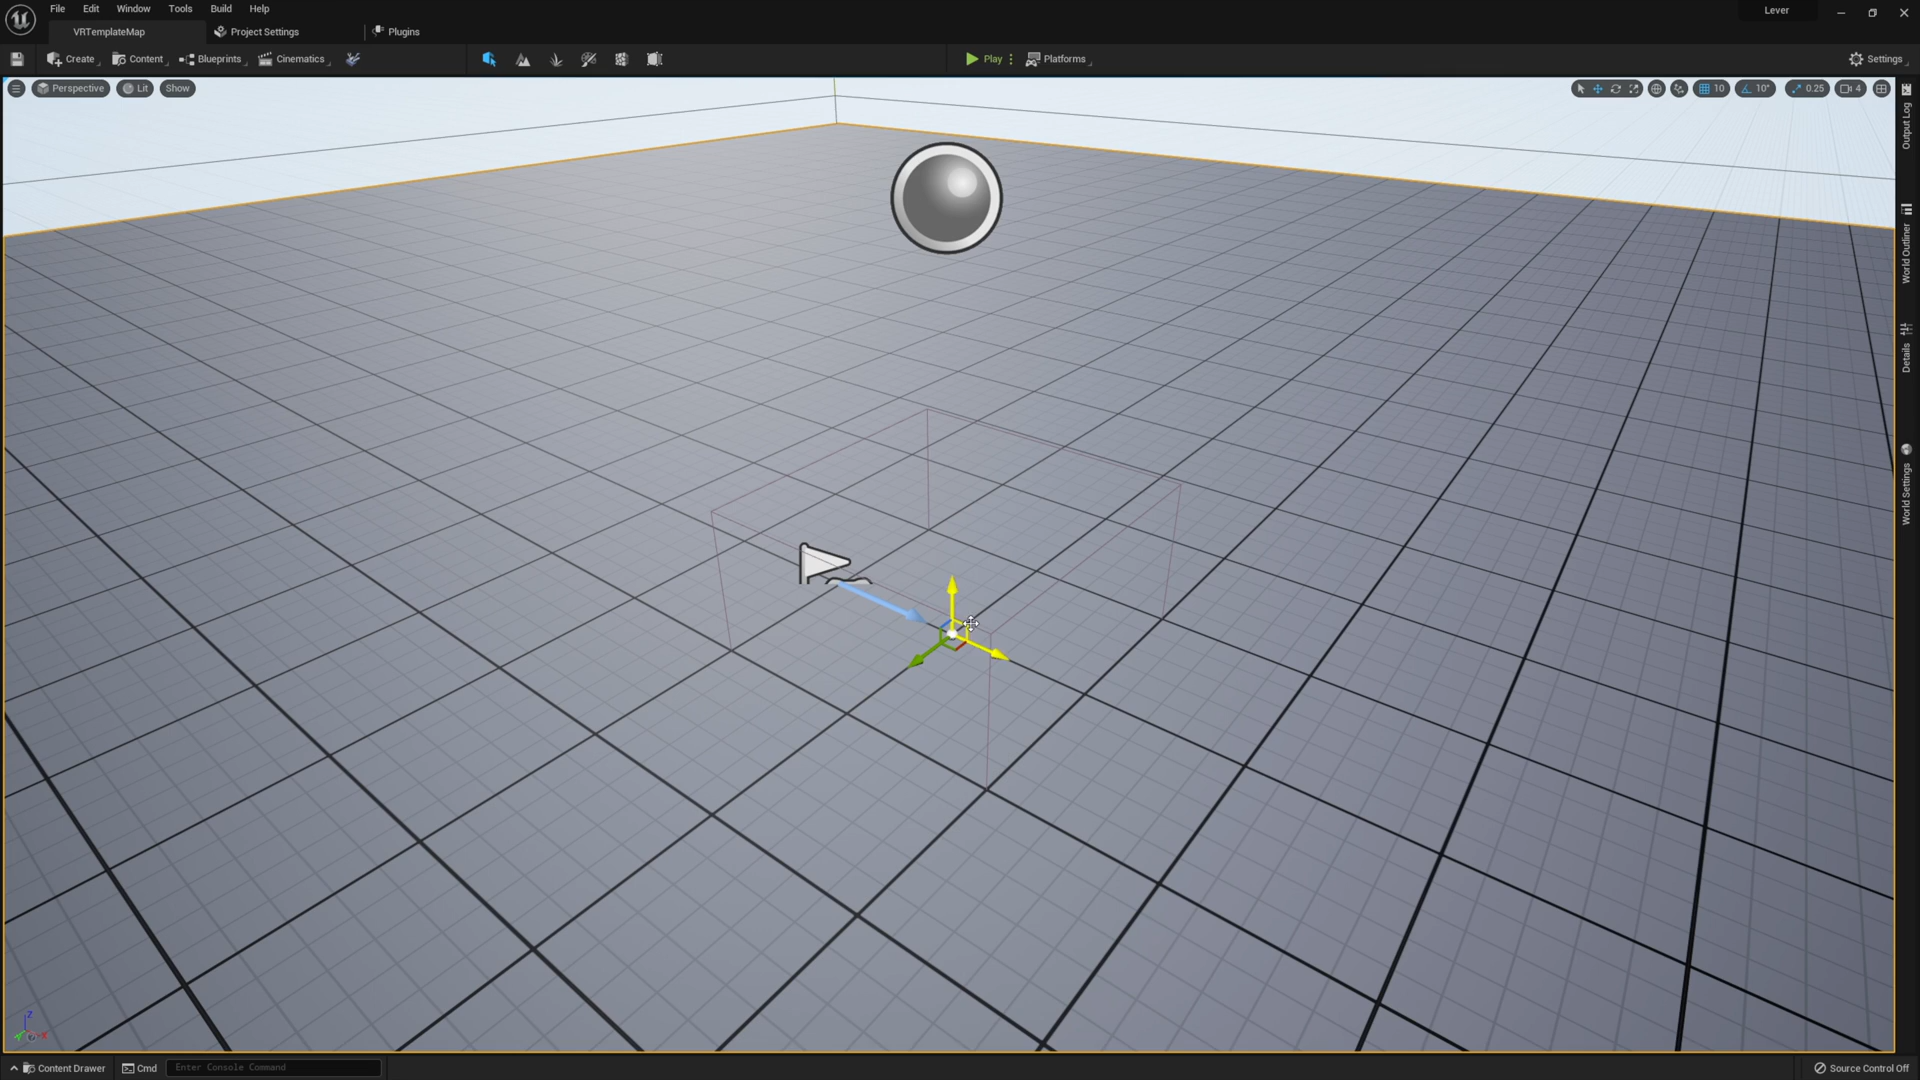 File Edit Window Tools Build Help
Lever
VRTemplateMap
Project Settings
Plugins
Create
Content
Blueprints
Cinematics
Play
Platforms
Settings
Perspective
Lit
Show
10
10°
0.25
4
Output Log
World Outliner
Details
World Settings
Z
X
Content Drawer
Cmd
Enter Console Command
Source Control Off